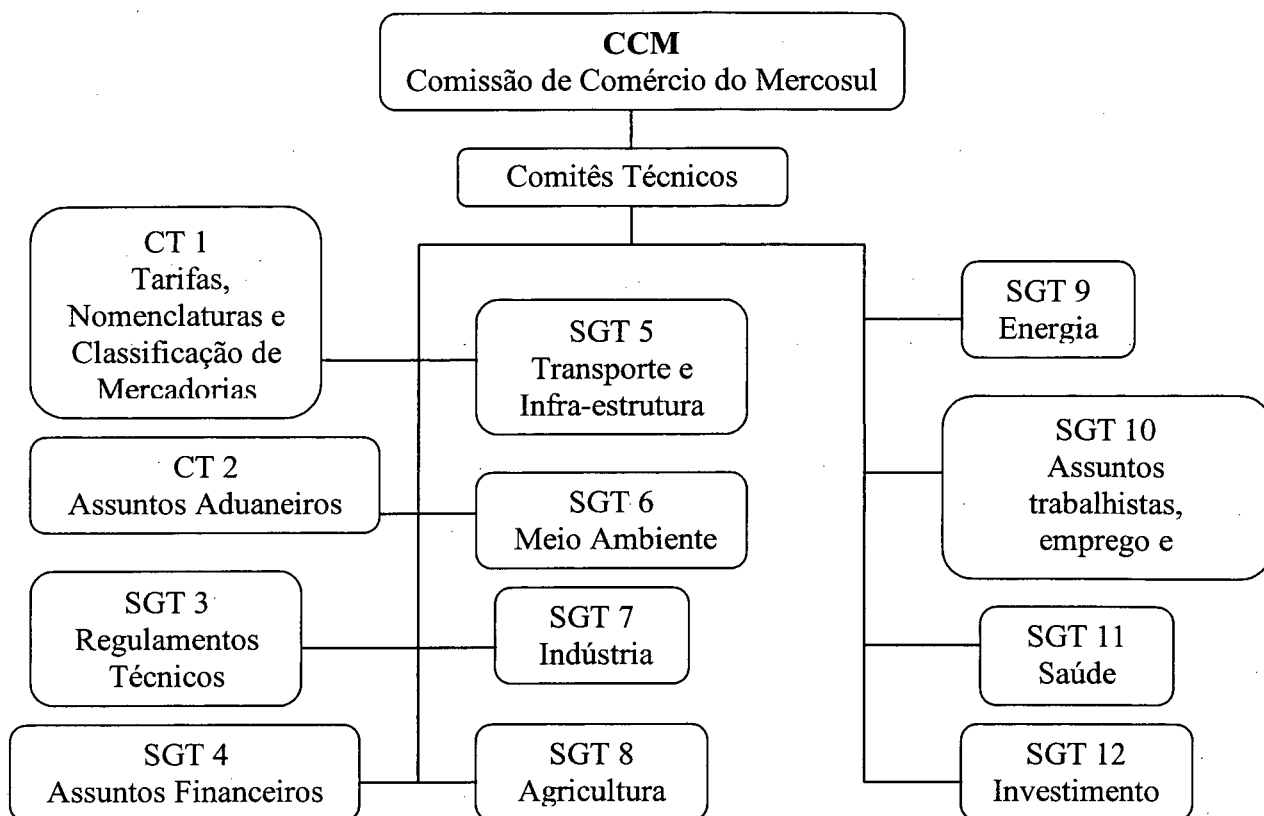 CCM
Comissão de Comércio do Mercosul
Comitês Técnicos
CT 1
Tarifas,
Nomenclaturas e
Classificação de
Mercadorias
CT 2
Assuntos Aduaneiros
SGT 3
Regulamentos
Técnicos
SGT 4
Assuntos Financeiros
SGT 5
Transporte e
Infra-estrutura
SGT 6
Meio Ambiente
SGT 7
Indústria
SGT 8
Agricultura
SGT 9
Energia
SGT 10
Assuntos
trabalhistas,
emprego e
SGT 11
Saúde
SGT 12
Investimento